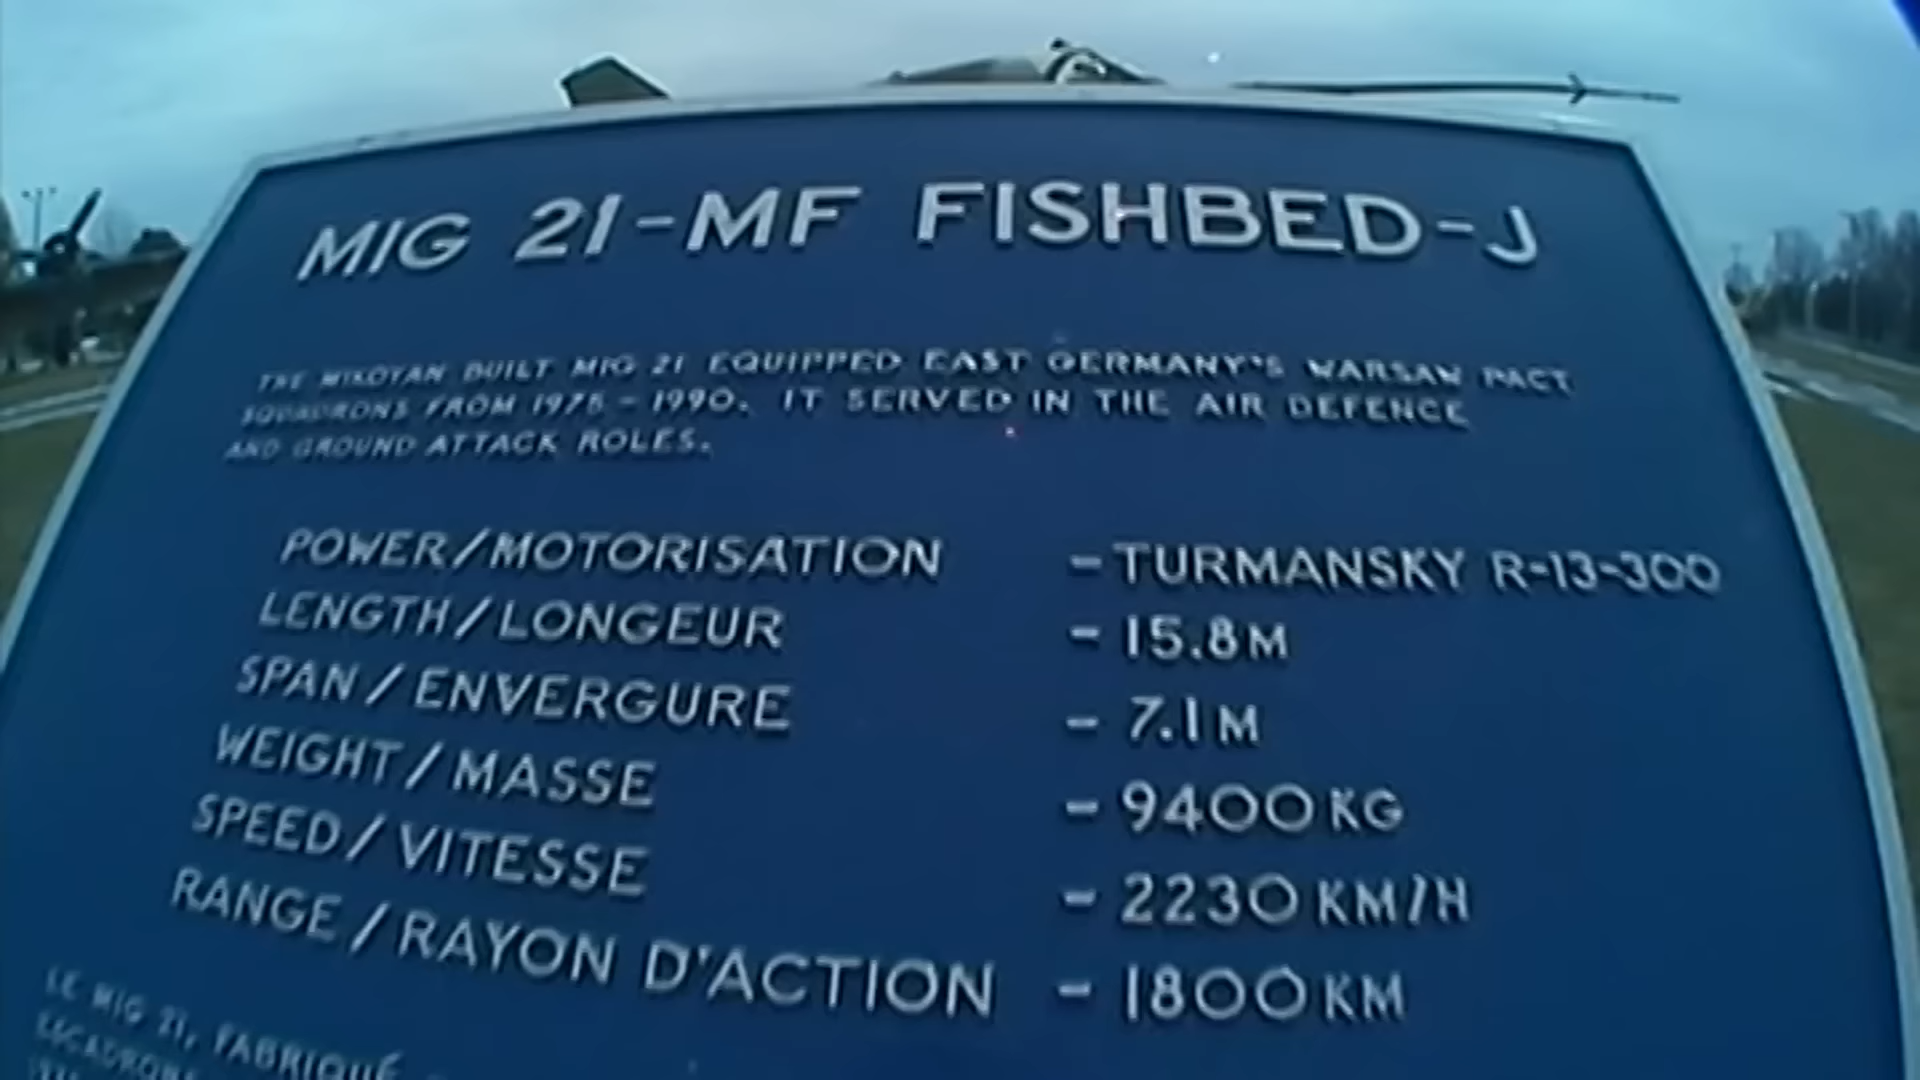 MIG 21-MF FISHBED-J
THE MIKOYAN BUILT MIG 21 EQUIPPED EAST GERMANY'S WARSAW PACT
SQUADRONS FROM 1975 - 1990. IT SERVED IN THE AIR DEFENCE
AND GROUND ATTACK ROLES.
POWER/MOTORISATION - TURMANSKY R-13-300
LENGTH/LONGEUR - 15.8M
SPAN/ENVERGURE - 7.1M
WEIGHT/MASSE - 9400KG
SPEED/VITESSE - 2230KM/H
RANGE/RAYON D'ACTION - 1800KM
LE MIG 21, FABRIQUÉ
ESCADRONS